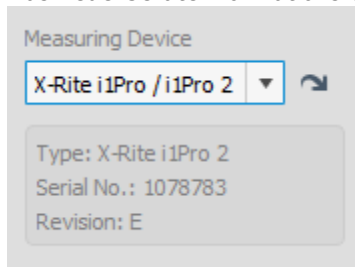 Measuring Device
X-Rite i1Pro / i1Pro 2
Type: X-Rite i1Pro 2
Serial No.: 1078783
Revision: E